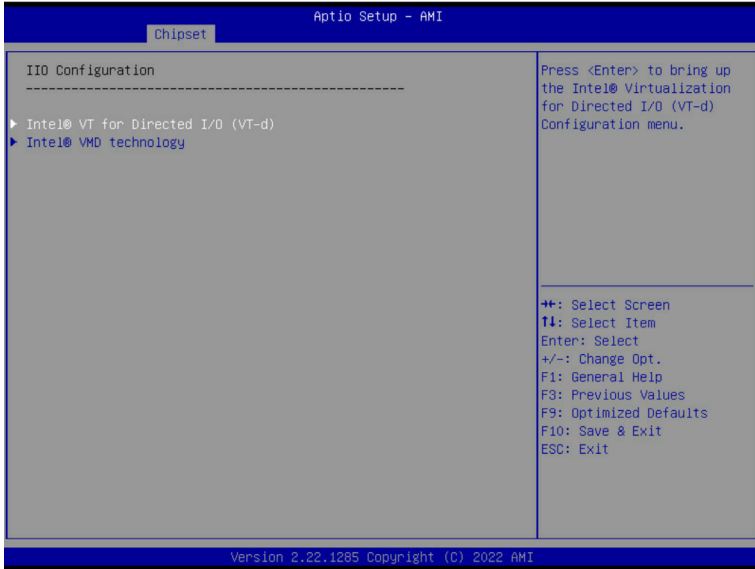 Aptio Setup – AMI
Chipset
IIO Configuration
------------------------------------------------
Intel® VT for Directed I/O (VT-d)
Intel® VMD technology
Press <Enter> to bring up
the Intel® Virtualization
for Directed I/O (VT-d)
Configuration menu.
→←: Select Screen
↑↓: Select Item
Enter: Select
+/-: Change Opt.
F1: General Help
F3: Previous Values
F9: Optimized Defaults
F10: Save & Exit
ESC: Exit
Version 2.22.1285 Copyright (C) 2022 AMI